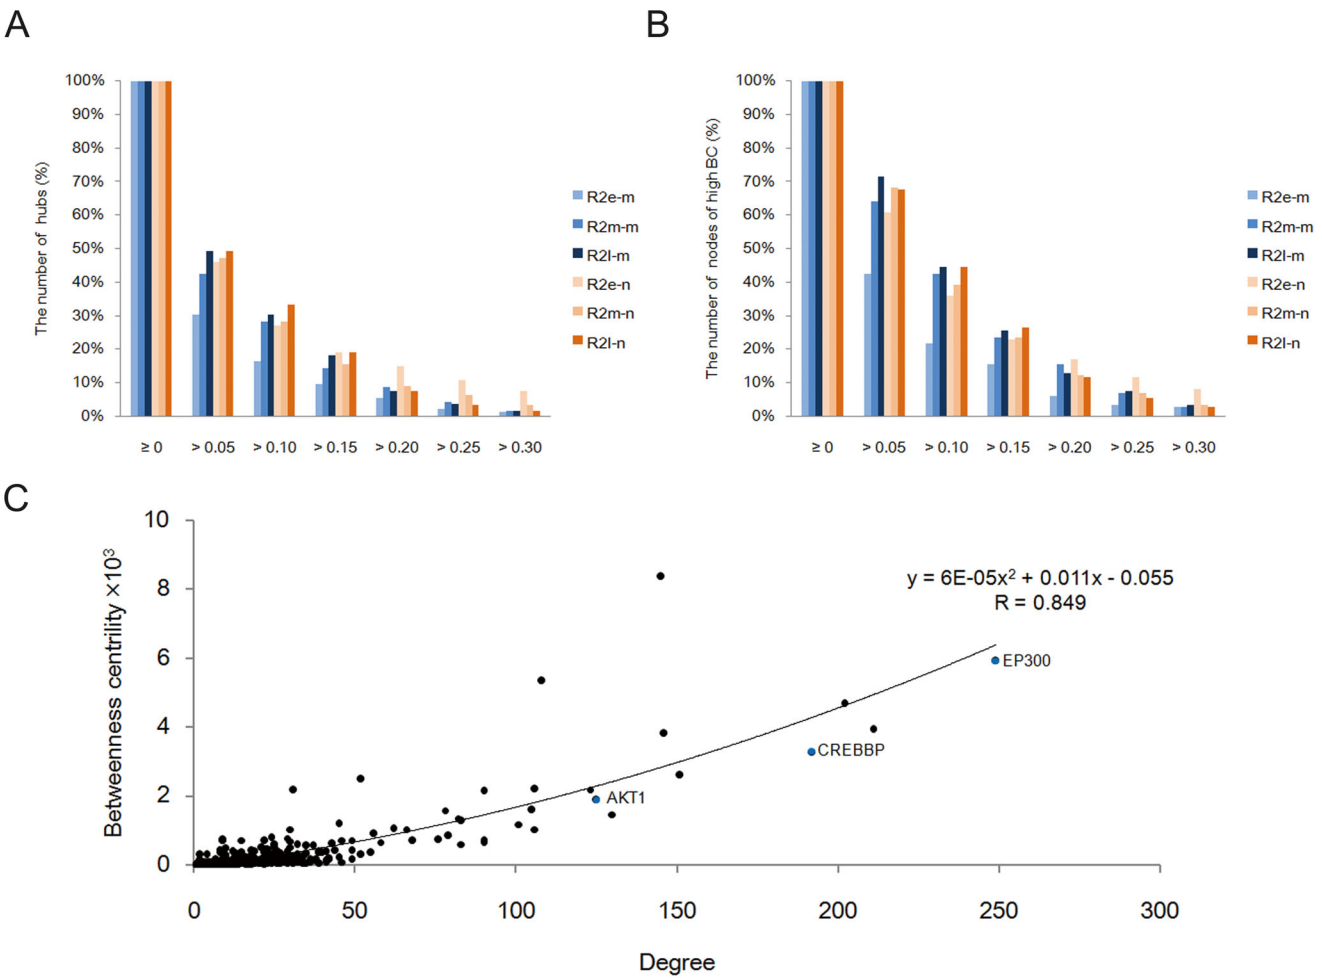 A
B
The number of hubs (%)
100%
90%
80%
70%
60%
50%
40%
30%
20%
10%
0%
≥ 0
> 0.05
> 0.10
> 0.15
> 0.20
> 0.25
> 0.30
R2e-m
R2m-m
R2l-m
R2e-n
R2m-n
R2l-n
The number of nodes of high BC (%)
100%
90%
80%
70%
60%
50%
40%
30%
20%
10%
0%
≥ 0
> 0.05
> 0.10
> 0.15
> 0.20
> 0.25
> 0.30
R2e-m
R2m-m
R2l-m
R2e-n
R2m-n
R2l-n
C
Betweenness centrility ×10³
10
8
6
4
2
0
y = 6E-05x² + 0.011x - 0.055
R = 0.849
EP300
CREBBP
AKT1
0
50
100
150
200
250
300
Degree